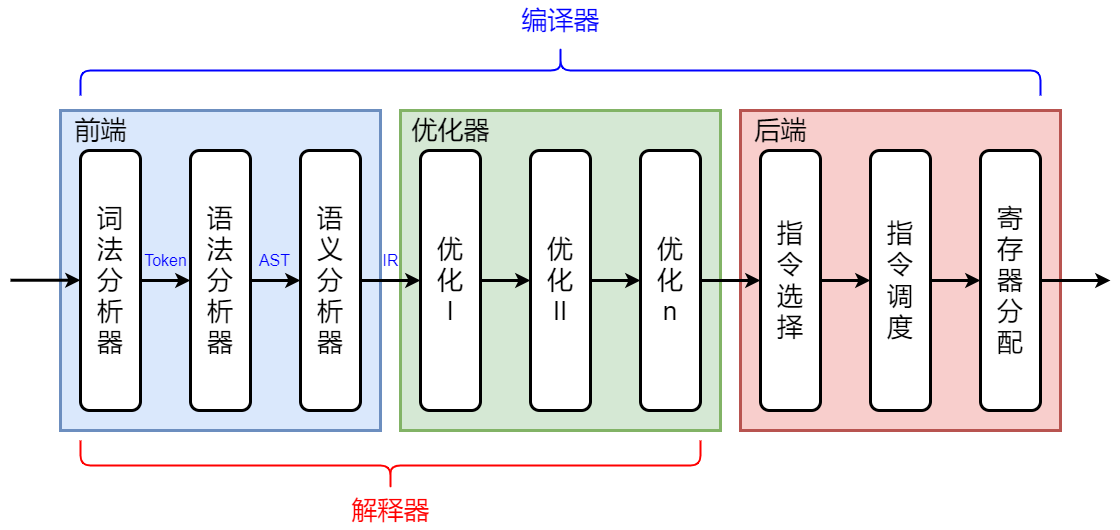 编译器
前端
优化器
后端
词法分析器
Token
语法分析器
AST
语义分析器
IR
优化I
优化II
优化n
指令选择
指令调度
寄存器分配
解释器